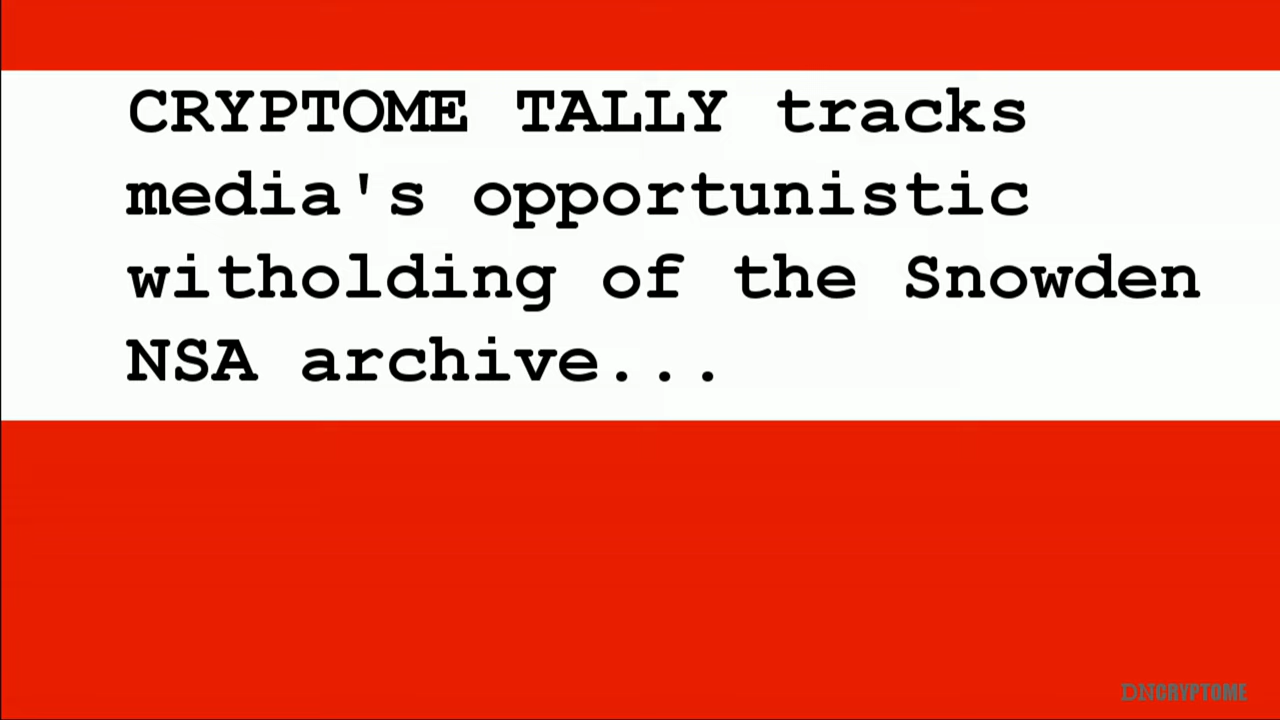 CRYPTOME TALLY tracks
media's opportunistic
witholding of the Snowden
NSA archive...
DNCRYPTOME